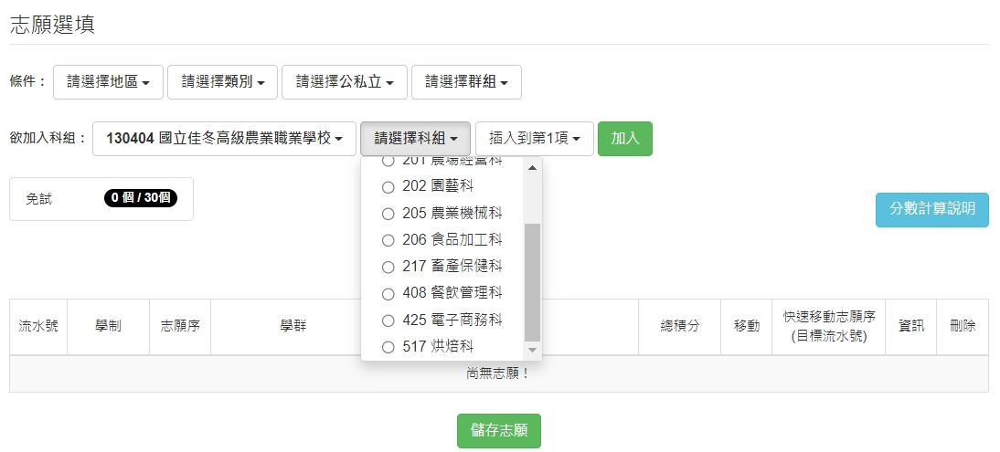 志願選填
條件： 請選擇地區 請選擇類別 請選擇公私立 請選擇群組
欲加入科組： 130404 國立佳冬高級農業職業學校 請選擇科組 插入到第1項 加入
201 農場經營科
202 園藝科
205 農業機械科
206 食品加工科
217 畜產保健科
408 餐飲管理科
425 電子商務科
517 烘焙科
免試 0 個 / 30個
分數計算說明
流水號 學制 志願序 學群 總積分 移動 快速移動志願序 資訊 刪除
(目標流水號)
尚無志願！
儲存志願